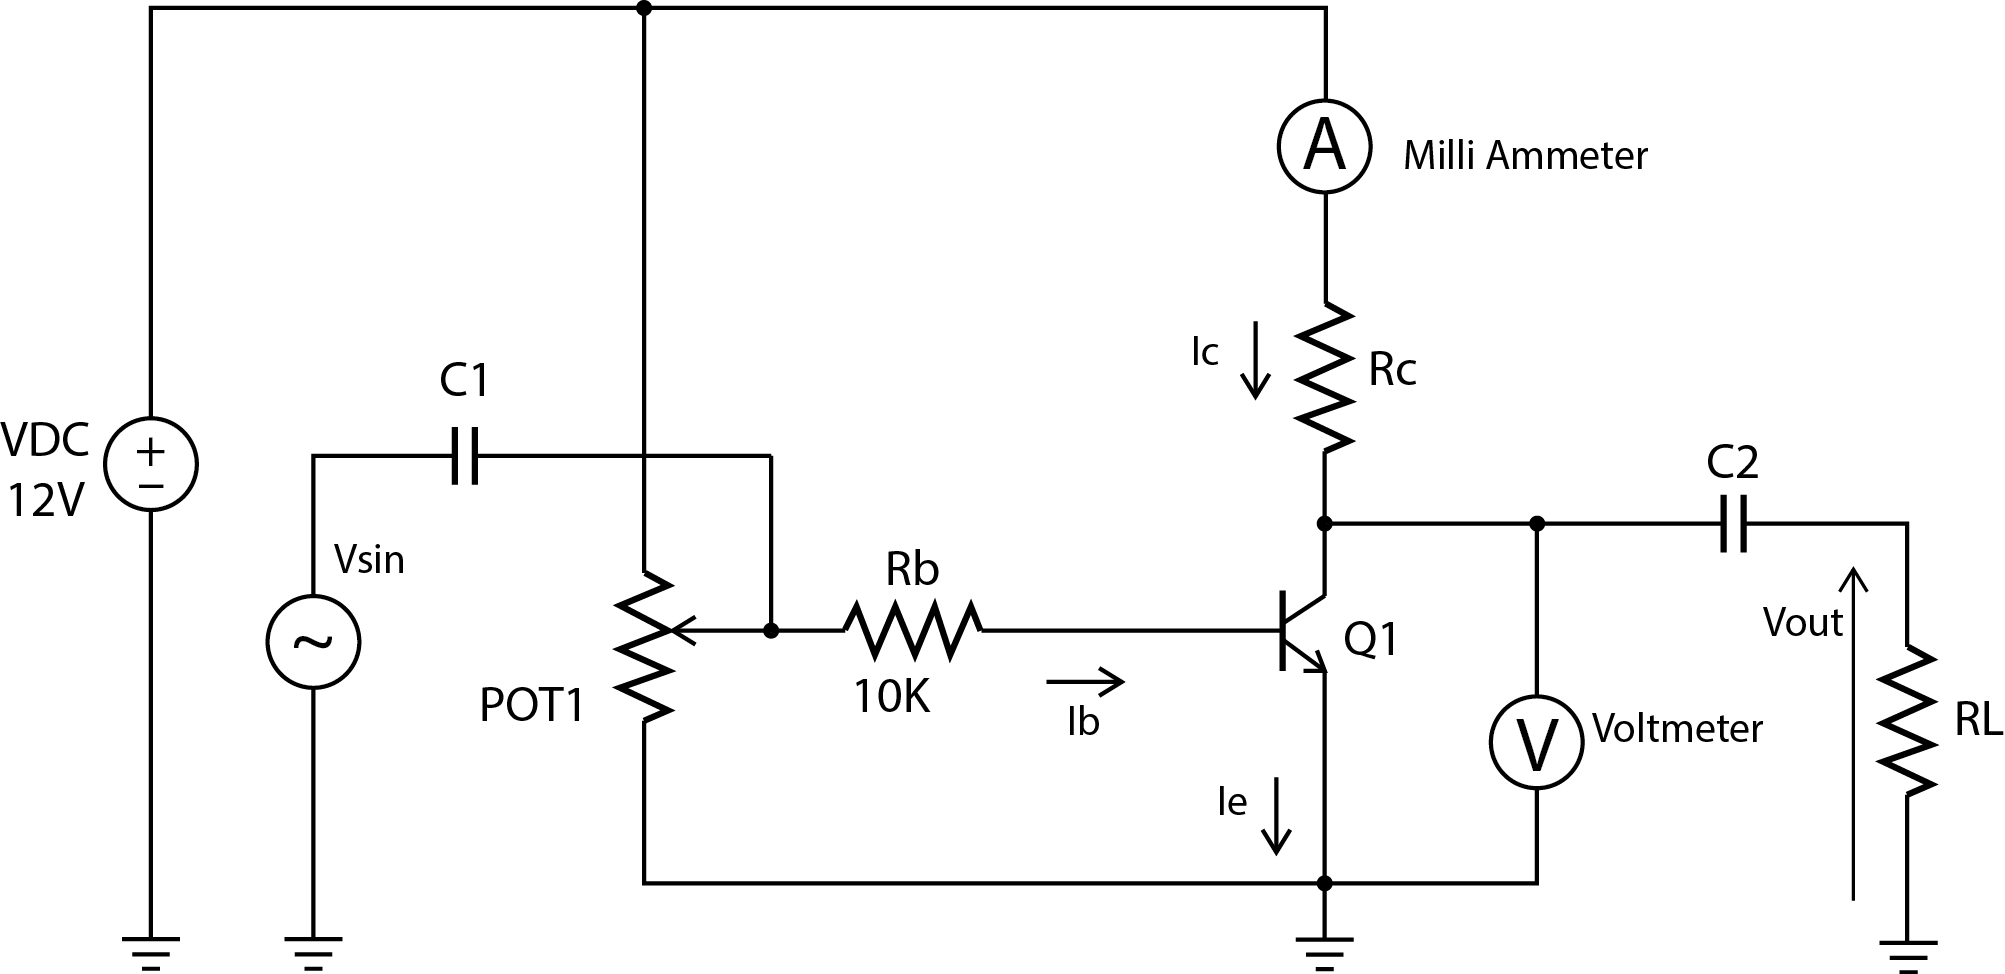 A
Milli Ammeter
Ic
Rc
C1
VDC
12V
+
−
C2
Vsin
~
Rb
10K
POT1
Ib
Q1
Vout
V
Voltmeter
RL
Ie